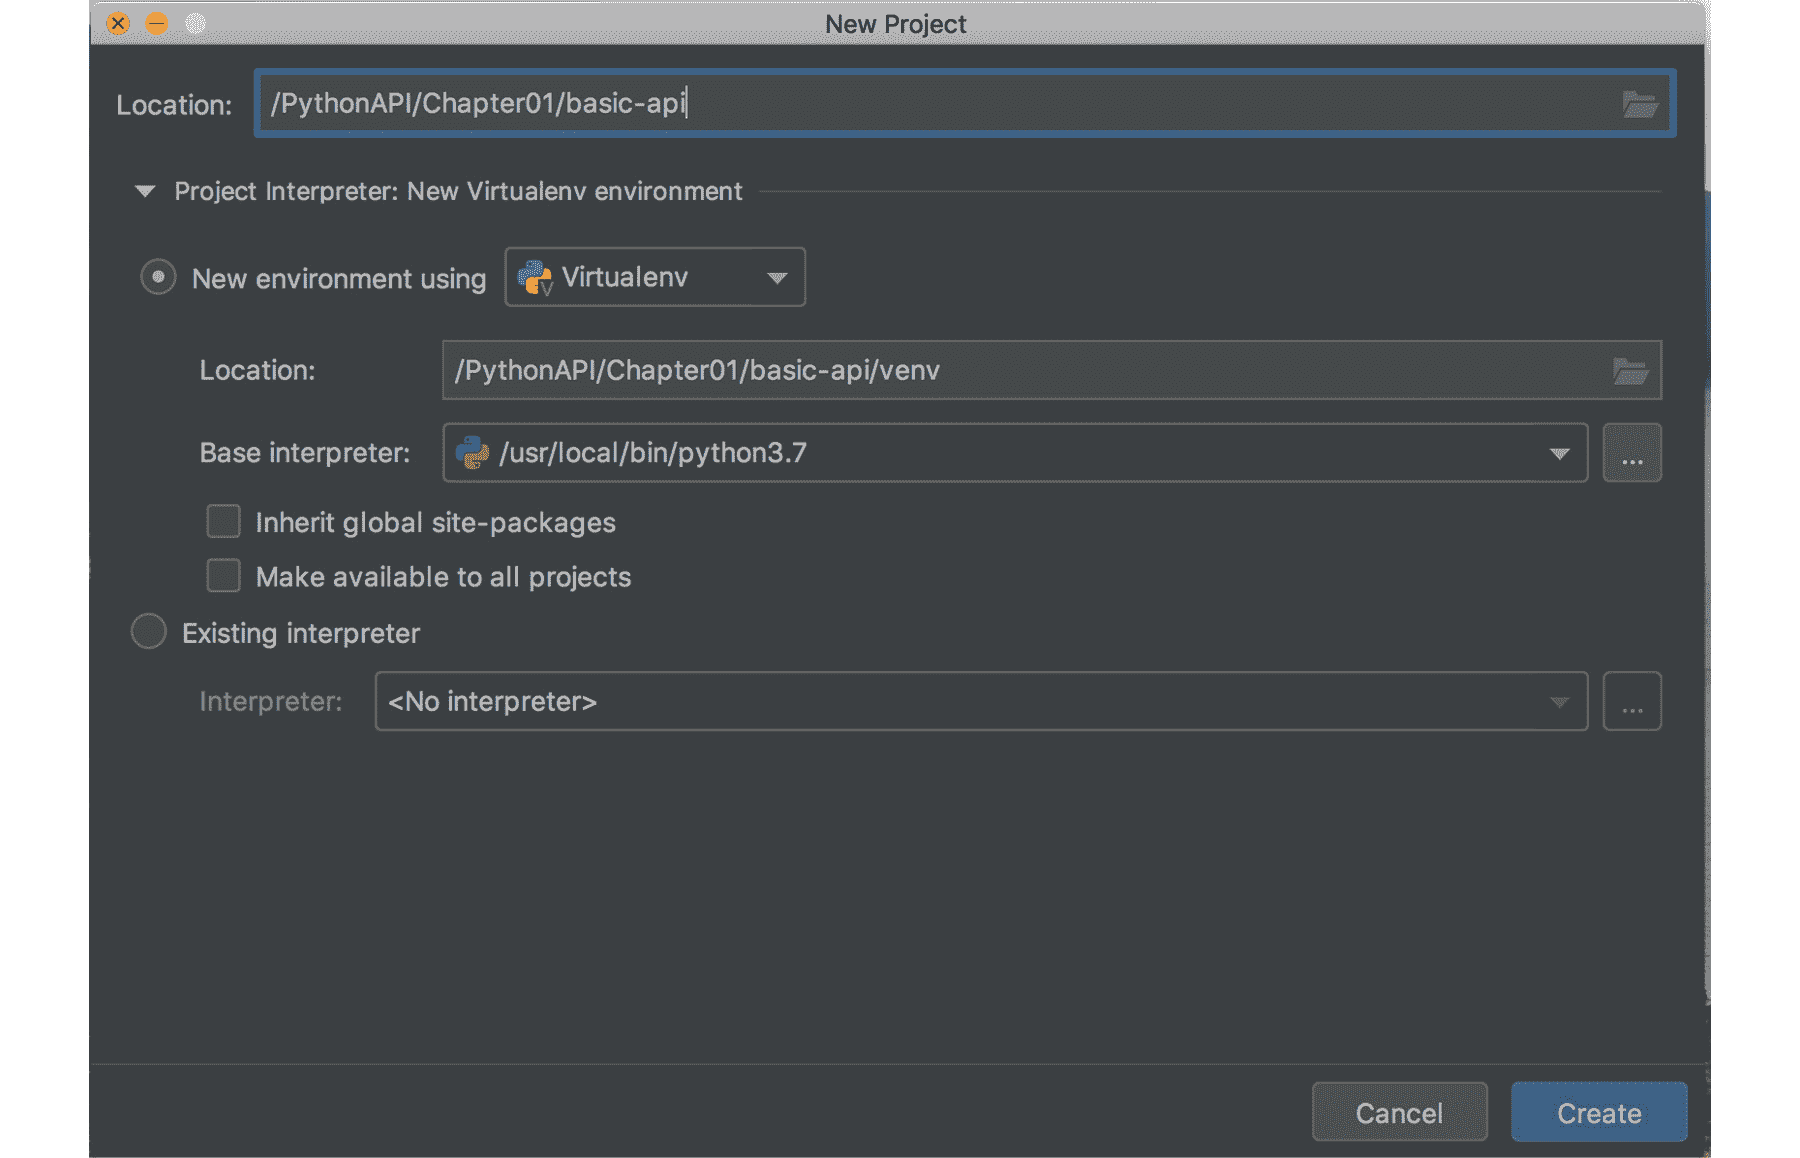 New Project
Location: /PythonAPI/Chapter01/basic-api
Project Interpreter: New Virtualenv environment
New environment using Virtualenv
Location: /PythonAPI/Chapter01/basic-api/venv
Base interpreter: /usr/local/bin/python3.7 ...
Inherit global site-packages
Make available to all projects
Existing interpreter
Interpreter: <No interpreter> ...
Cancel Create